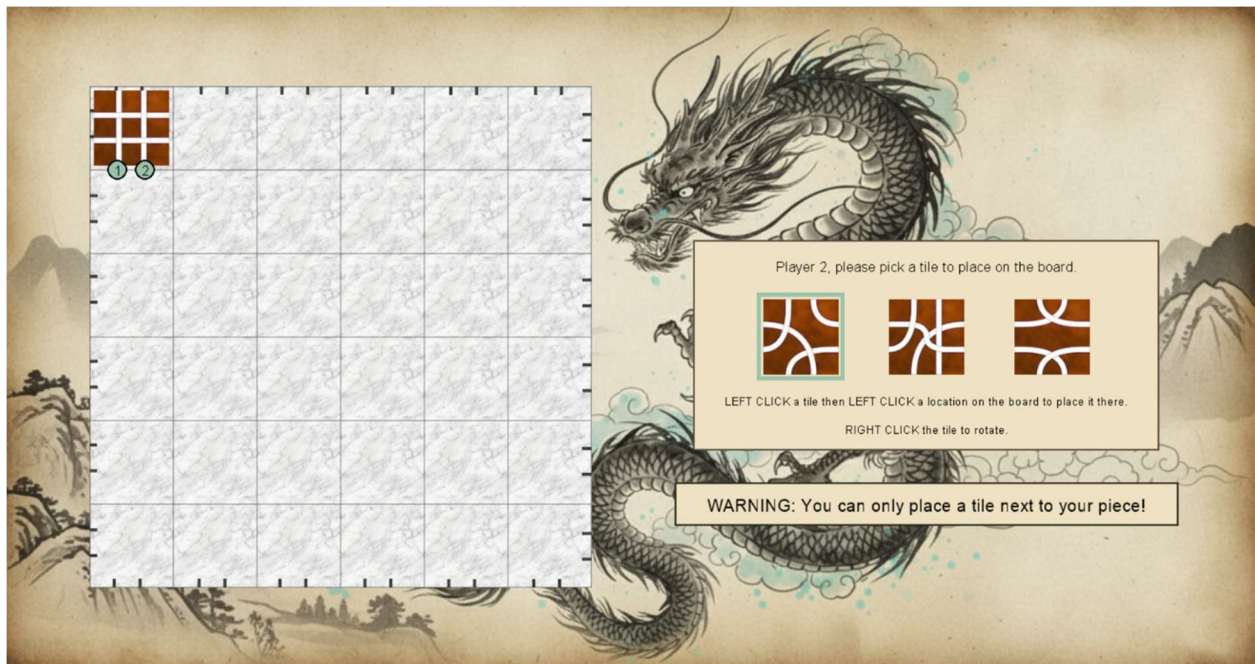 1 2
Player 2, please pick a tile to place on the board.
LEFT CLICK a tile then LEFT CLICK a location on the board to place it there.
RIGHT CLICK the tile to rotate.
WARNING: You can only place a tile next to your piece!